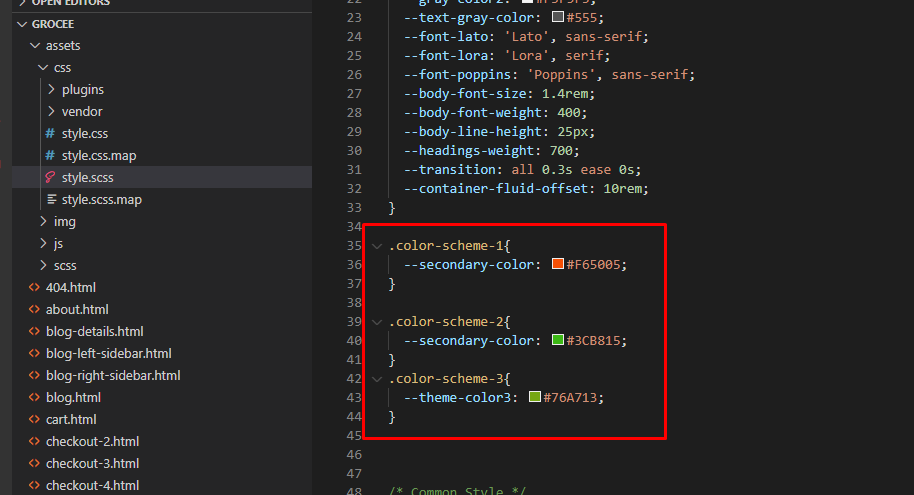 OPEN EDITORS
GROCEE
assets
css
plugins
vendor
# style.css
style.css.map
style.scss
style.scss.map
img
js
scss
<> 404.html
<> about.html
<> blog-details.html
<> blog-left-sidebar.html
<> blog-right-sidebar.html
<> blog.html
<> cart.html
<> checkout-2.html
<> checkout-3.html
<> checkout-4.html
22 --gray-color2: #F5F5F5;
23 --text-gray-color: #555;
24 --font-lato: 'Lato', sans-serif;
25 --font-lora: 'Lora', serif;
26 --font-poppins: 'Poppins', sans-serif;
27 --body-font-size: 1.4rem;
28 --body-font-weight: 400;
29 --body-line-height: 25px;
30 --headings-weight: 700;
31 --transition: all 0.3s ease 0s;
32 --container-fluid-offset: 10rem;
33 }
34
35 .color-scheme-1{
36 --secondary-color: #F65005;
37 }
38
39 .color-scheme-2{
40 --secondary-color: #3CB815;
41 }
42 .color-scheme-3{
43 --theme-color3: #76A713;
44 }
45
46
47
48 /* Common Style */